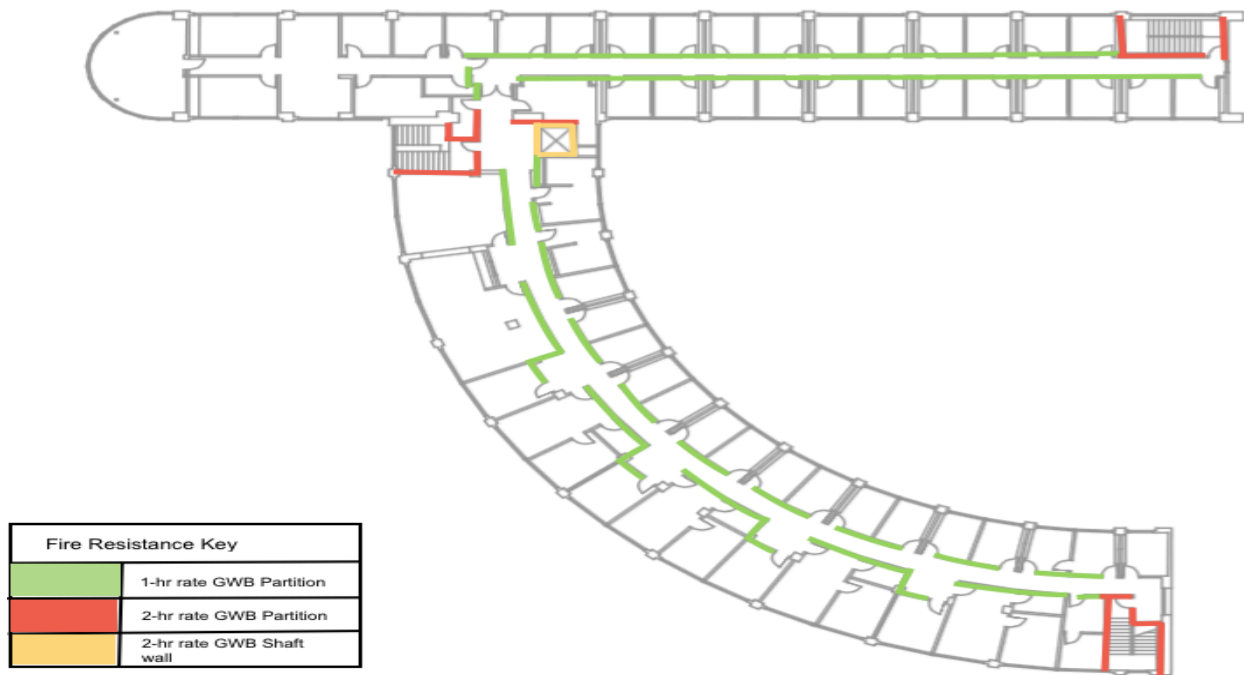 Fire Resistance Key
1-hr rate GWB Partition
2-hr rate GWB Partition
2-hr rate GWB Shaft
wall